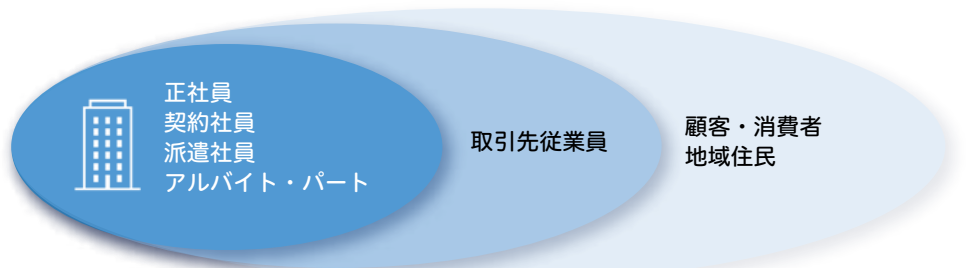 正社員
契約社員
派遣社員
アルバイト・パート
取引先従業員
顧客・消費者
地域住民